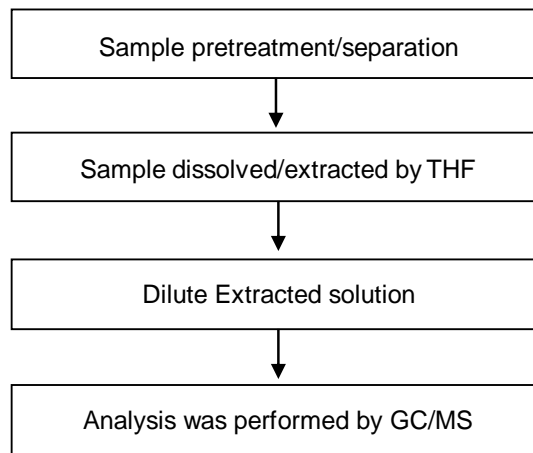 Sample pretreatment/separation
Sample dissolved/extracted by THF
Dilute Extracted solution
Analysis was performed by GC/MS